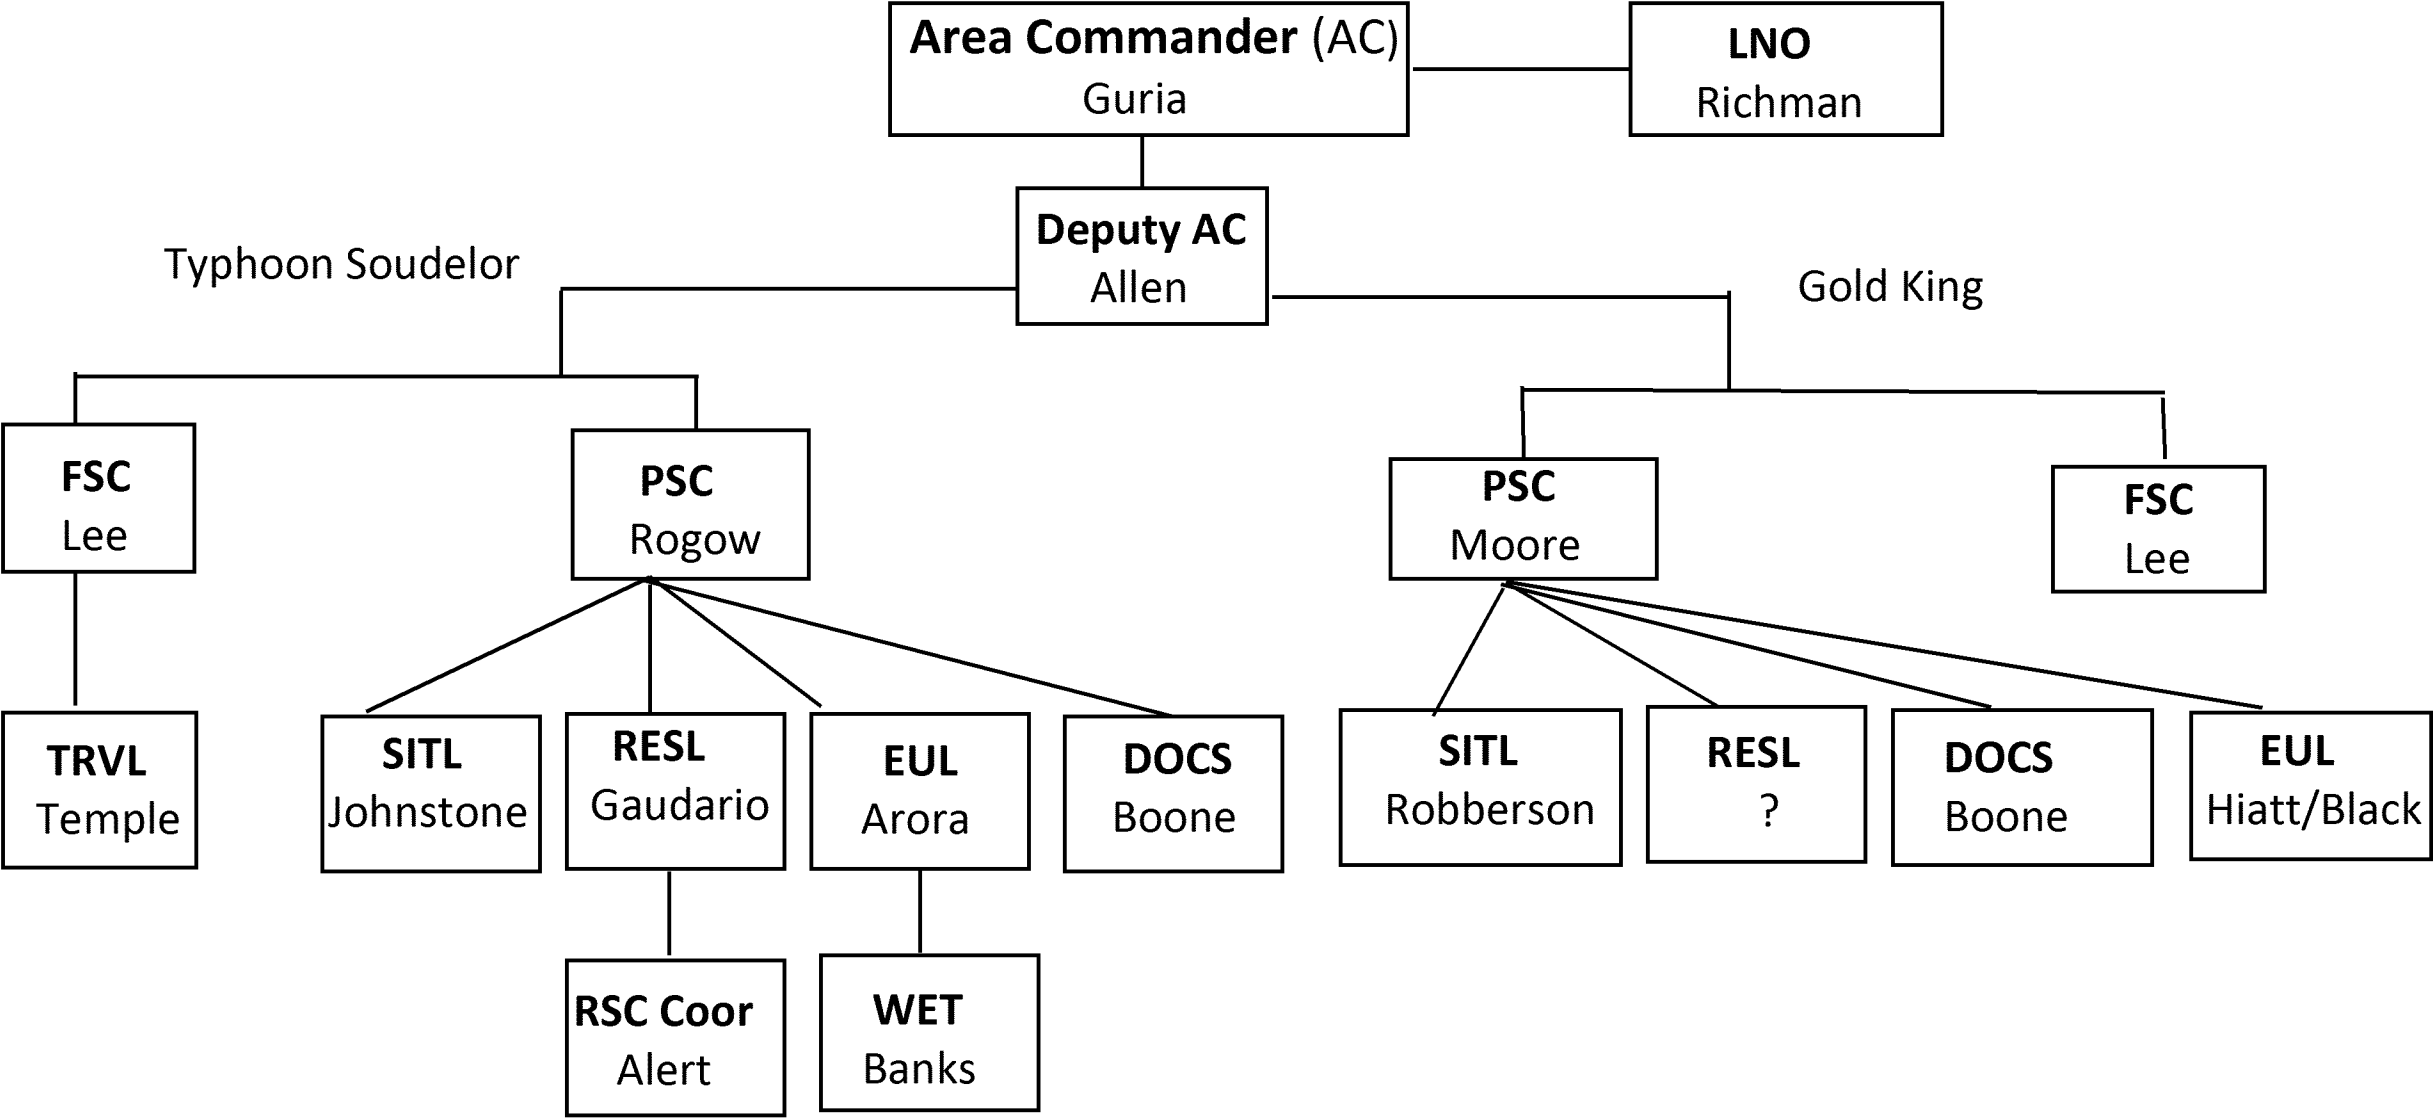 Area Commander (AC)
Guria
LNO
Richman
Deputy AC
Allen
Typhoon Soudelor
Gold King
FSC
Lee
PSC
Rogow
PSC
Moore
FSC
Lee
TRVL
Temple
SITL
Johnstone
RESL
Gaudario
EUL
Arora
DOCS
Boone
SITL
Robberson
RESL
?
DOCS
Boone
EUL
Hiatt/Black
RSC Coor
Alert
WET
Banks